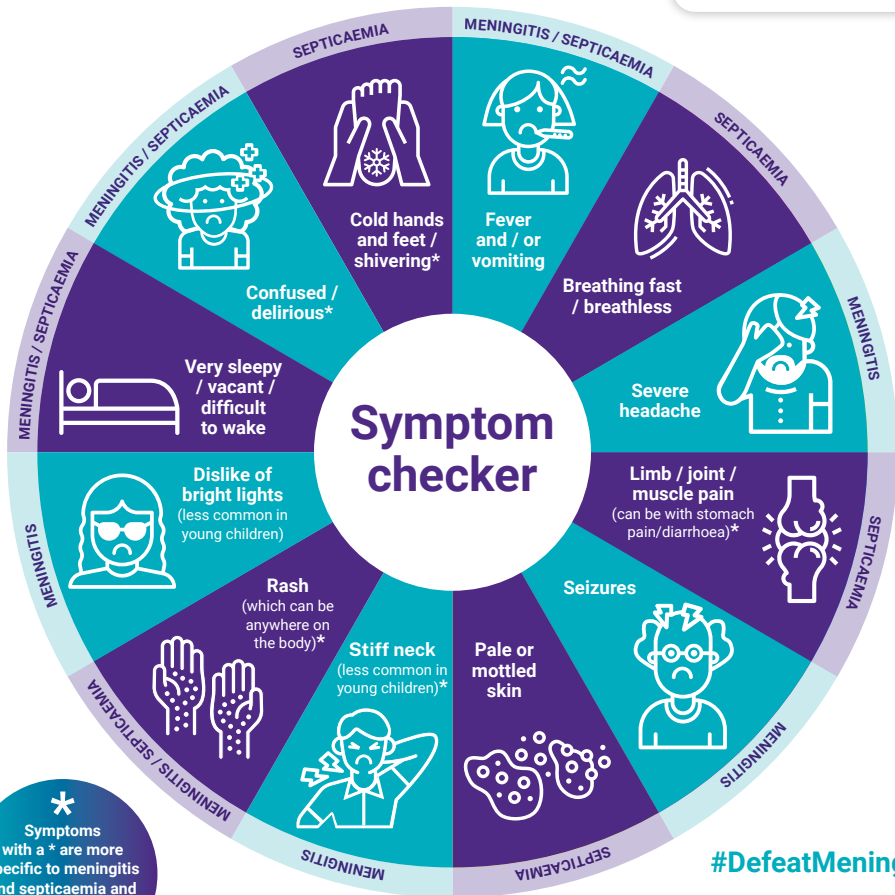 SEPTICAEMIA
MENINGITIS / SEPTICAEMIA
SEPTICAEMIA
MENINGITIS
SEPTICAEMIA
MENINGITIS
SEPTICAEMIA
MENINGITIS
MENINGITIS / SEPTICAEMIA
MENINGITIS
MENINGITIS / SEPTICAEMIA
MENINGITIS / SEPTICAEMIA
Symptom
checker
Cold hands
and feet /
shivering*
Fever
and / or
vomiting
Breathing fast
/ breathless
Severe
headache
Limb / joint /
muscle pain
(can be with stomach
pain/diarrhoea)*
Seizures
Pale or
mottled
skin
Stiff neck
(less common in
young children)*
Rash
(which can be
anywhere on
the body)*
Dislike of
bright lights
(less common in
young children)
Very sleepy
/ vacant /
difficult
to wake
Confused /
delirious*
*
Symptoms
with a * are more
to meningitis
septicaemia and